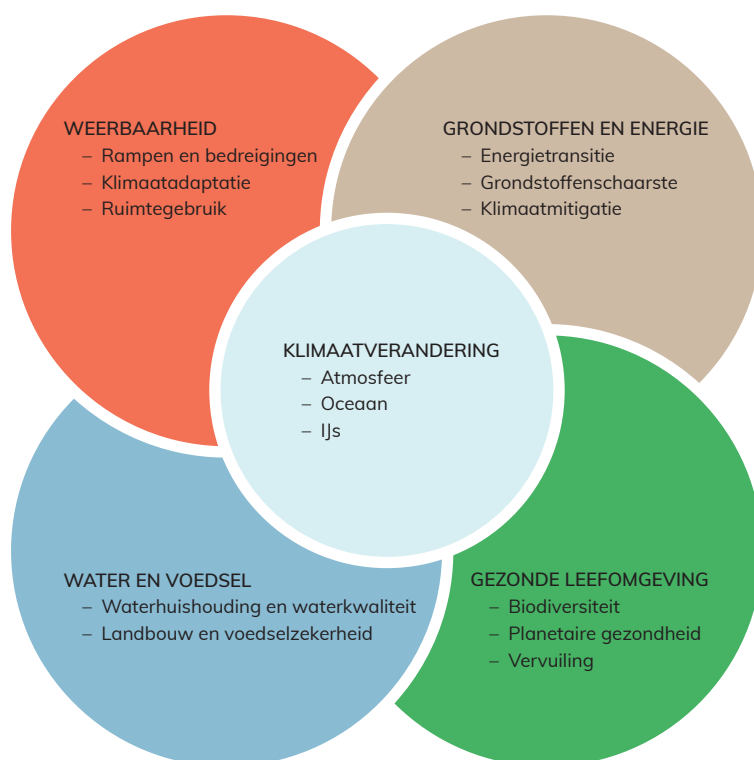 WEERBAARHEID
– Rampen en bedreigingen
– Klimaatadaptatie
– Ruimtegebruik
GRONDSTOFFEN EN ENERGIE
– Energietransitie
– Grondstoffenschaarste
– Klimaatmitigatie
KLIMAATVERANDERING
– Atmosfeer
– Oceaan
– IJs
WATER EN VOEDSEL
– Waterhuishouding en waterkwaliteit
– Landbouw en voedselzekerheid
GEZONDE LEEFOMGEVING
– Biodiversiteit
– Planetaire gezondheid
– Vervuiling